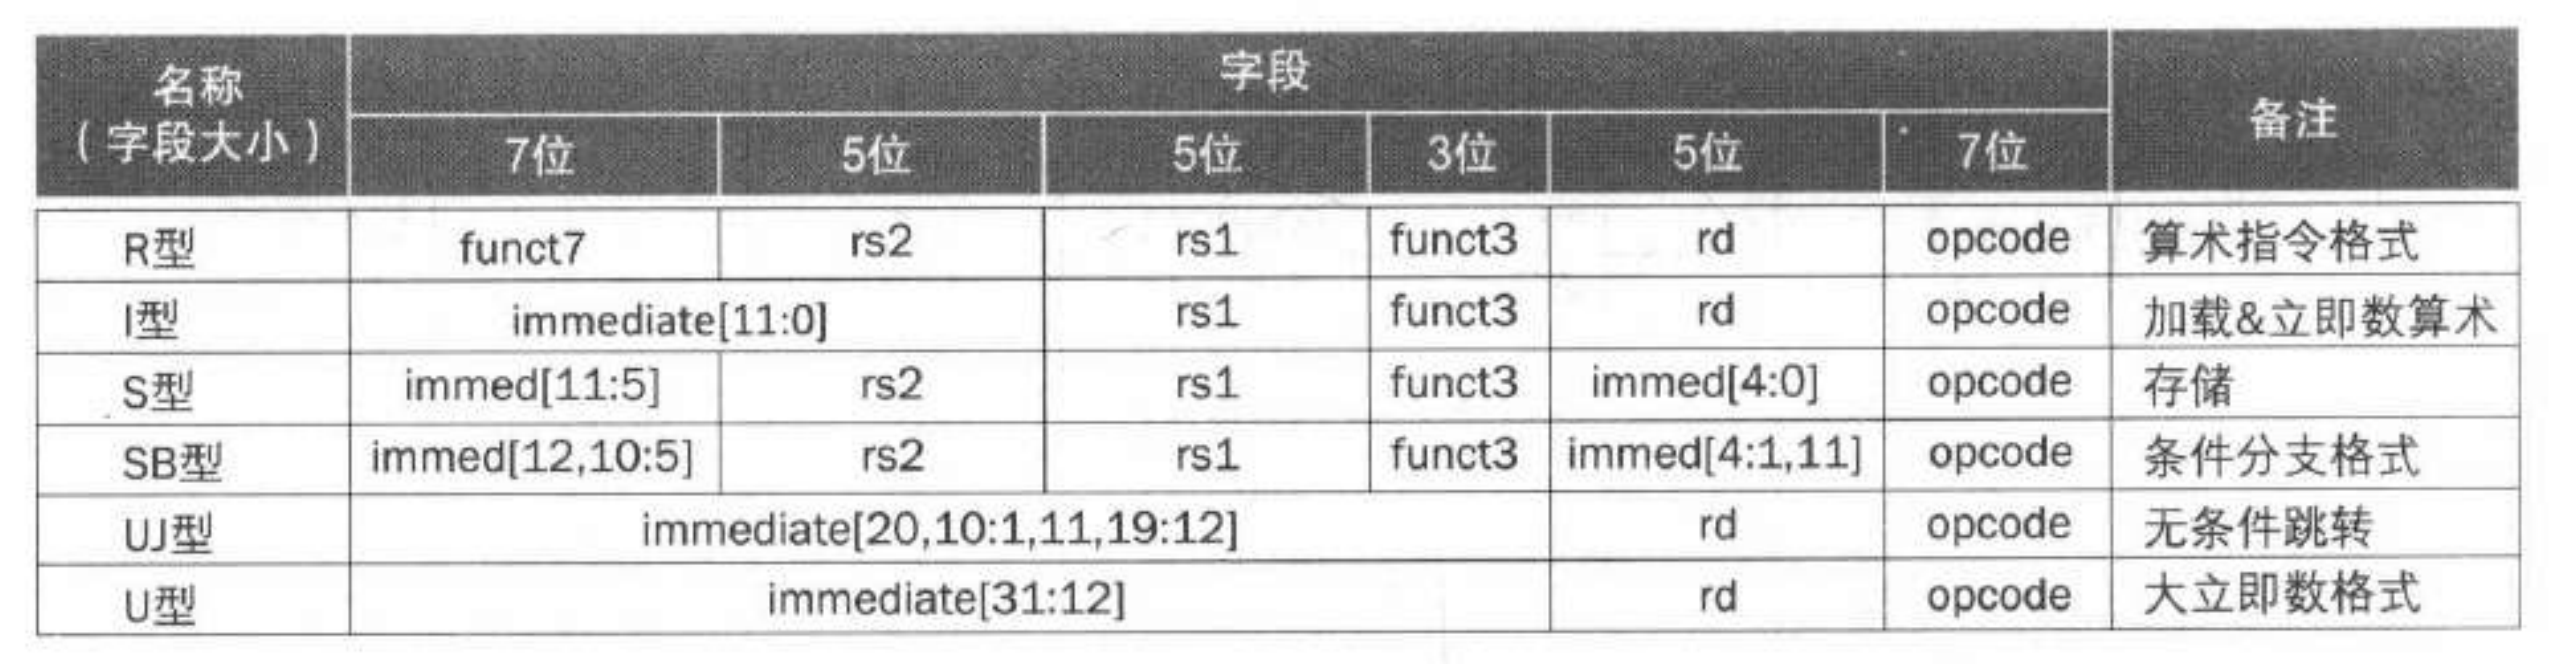 名称 字段 备注
(字段大小) 7位 5位 5位 3位 5位 7位
R型 funct7 rs2 rs1 funct3 rd opcode 算术指令格式
I型 immediate[11:0] rs1 funct3 rd opcode 加载&立即数算术
S型 immed[11:5] rs2 rs1 funct3 immed[4:0] opcode 存储
SB型 immed[12,10:5] rs2 rs1 funct3 immed[4:1,11] opcode 条件分支格式
UJ型 immediate[20,10:1,11,19:12] rd opcode 无条件跳转
U型 immediate[31:12] rd opcode 大立即数格式